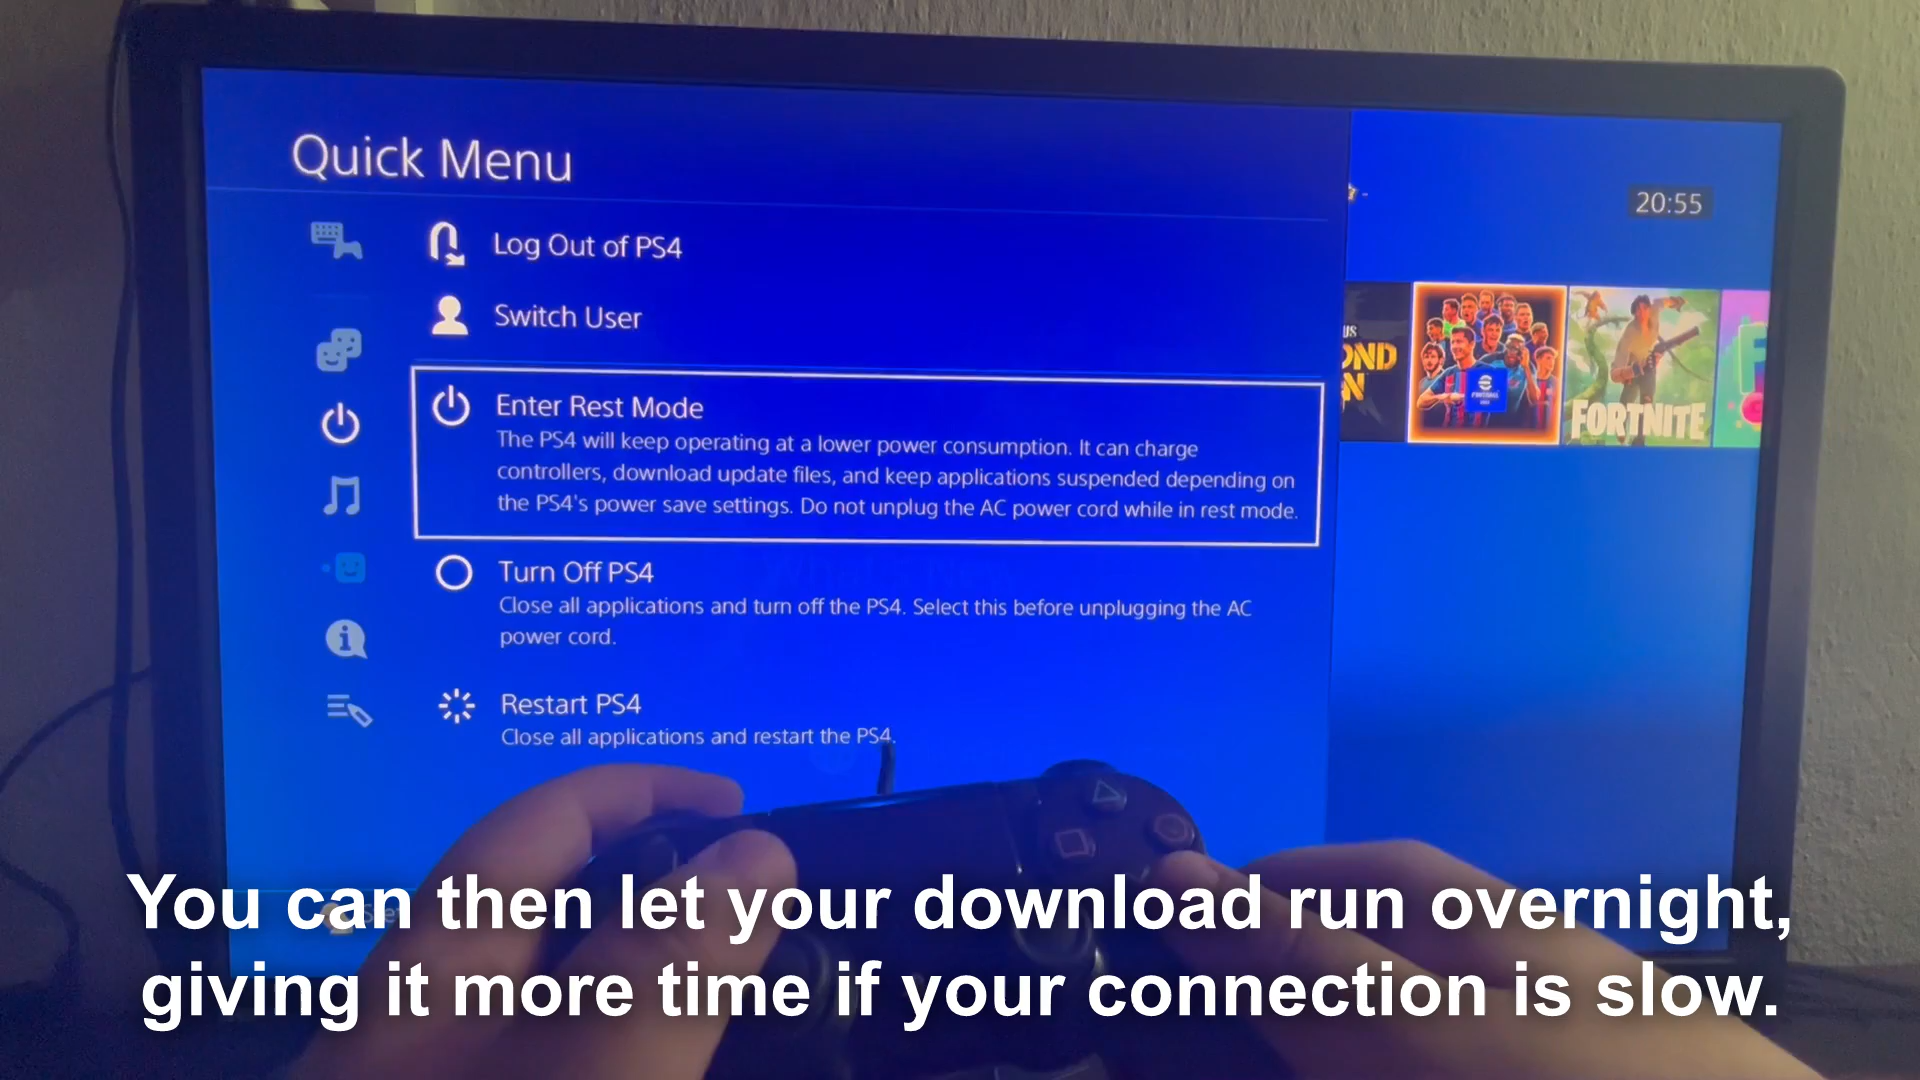 Quick Menu
20:55
Log Out of PS4
Switch User
Enter Rest Mode
The PS4 will keep operating at a lower power consumption. It can charge
controllers, download update files, and keep applications suspended depending on
the PS4's power save settings. Do not unplug the AC power cord while in rest mode.
FORTNITE
Turn Off PS4
Close all applications and turn off the PS4. Select this before unplugging the AC
power cord.
Restart PS4
Close all applications and restart the PS4.
You can then let your download run overnight,
giving it more time if your connection is slow.